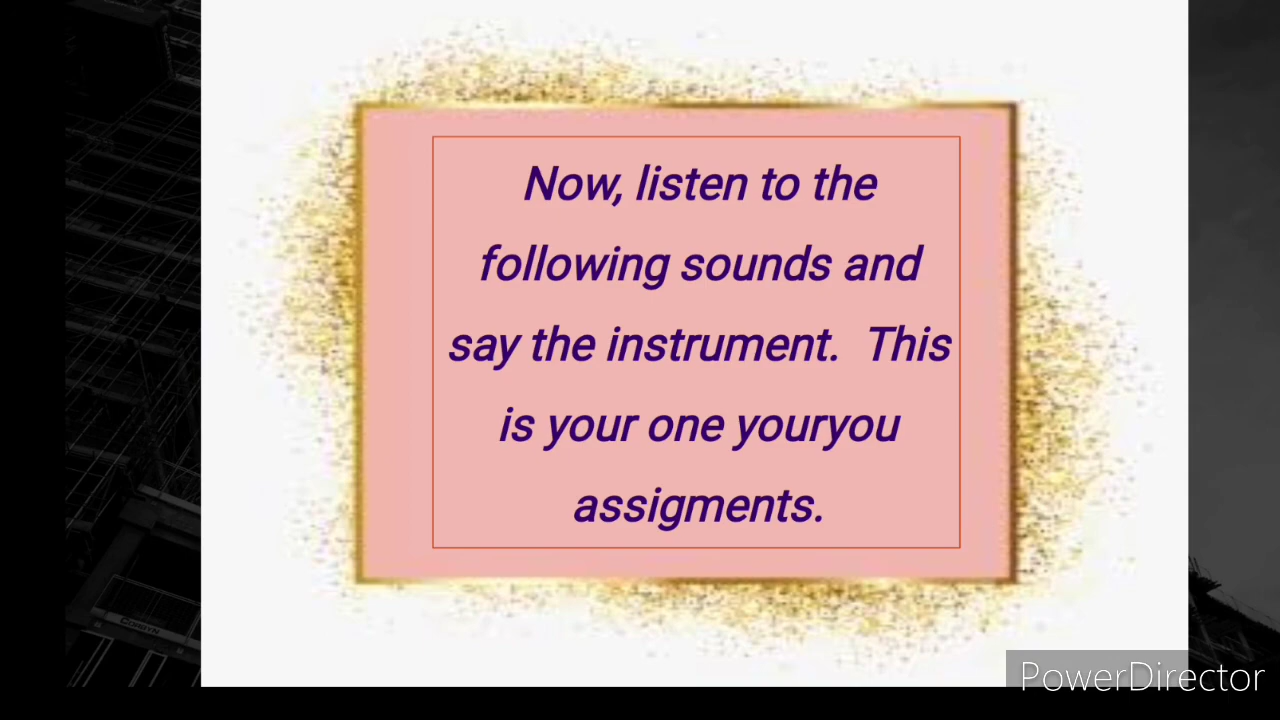 Now, listen to the
following sounds and
say the instrument. This
is your one youryou
assigments.
PowerDirector